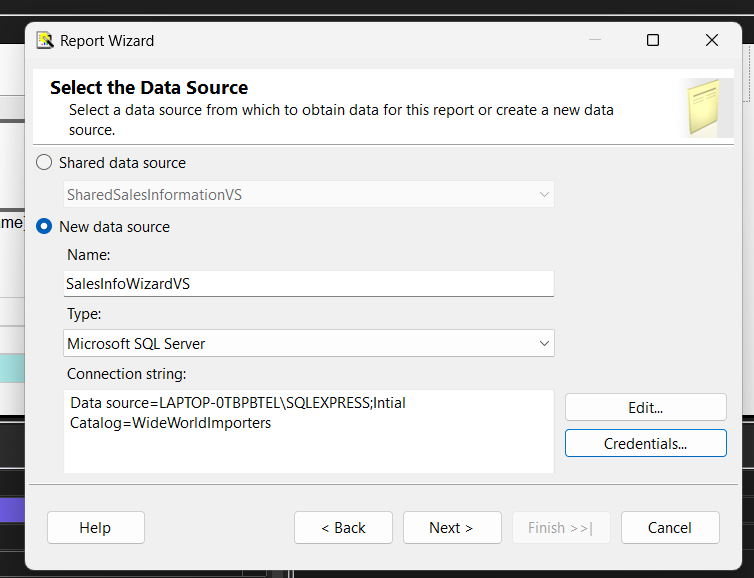 Report Wizard
Select the Data Source
Select a data source from which to obtain data for this report or create a new data
source.
Shared data source
SharedSalesInformationVS
New data source
Name:
SalesInfoWizardVS
Type:
Microsoft SQL Server
Connection string:
Data source=LAPTOP-0TBPBTEL\SQLEXPRESS;Intial
Catalog=WideWorldImporters
Edit...
Credentials...
Help
< Back
Next >
Finish >>|
Cancel